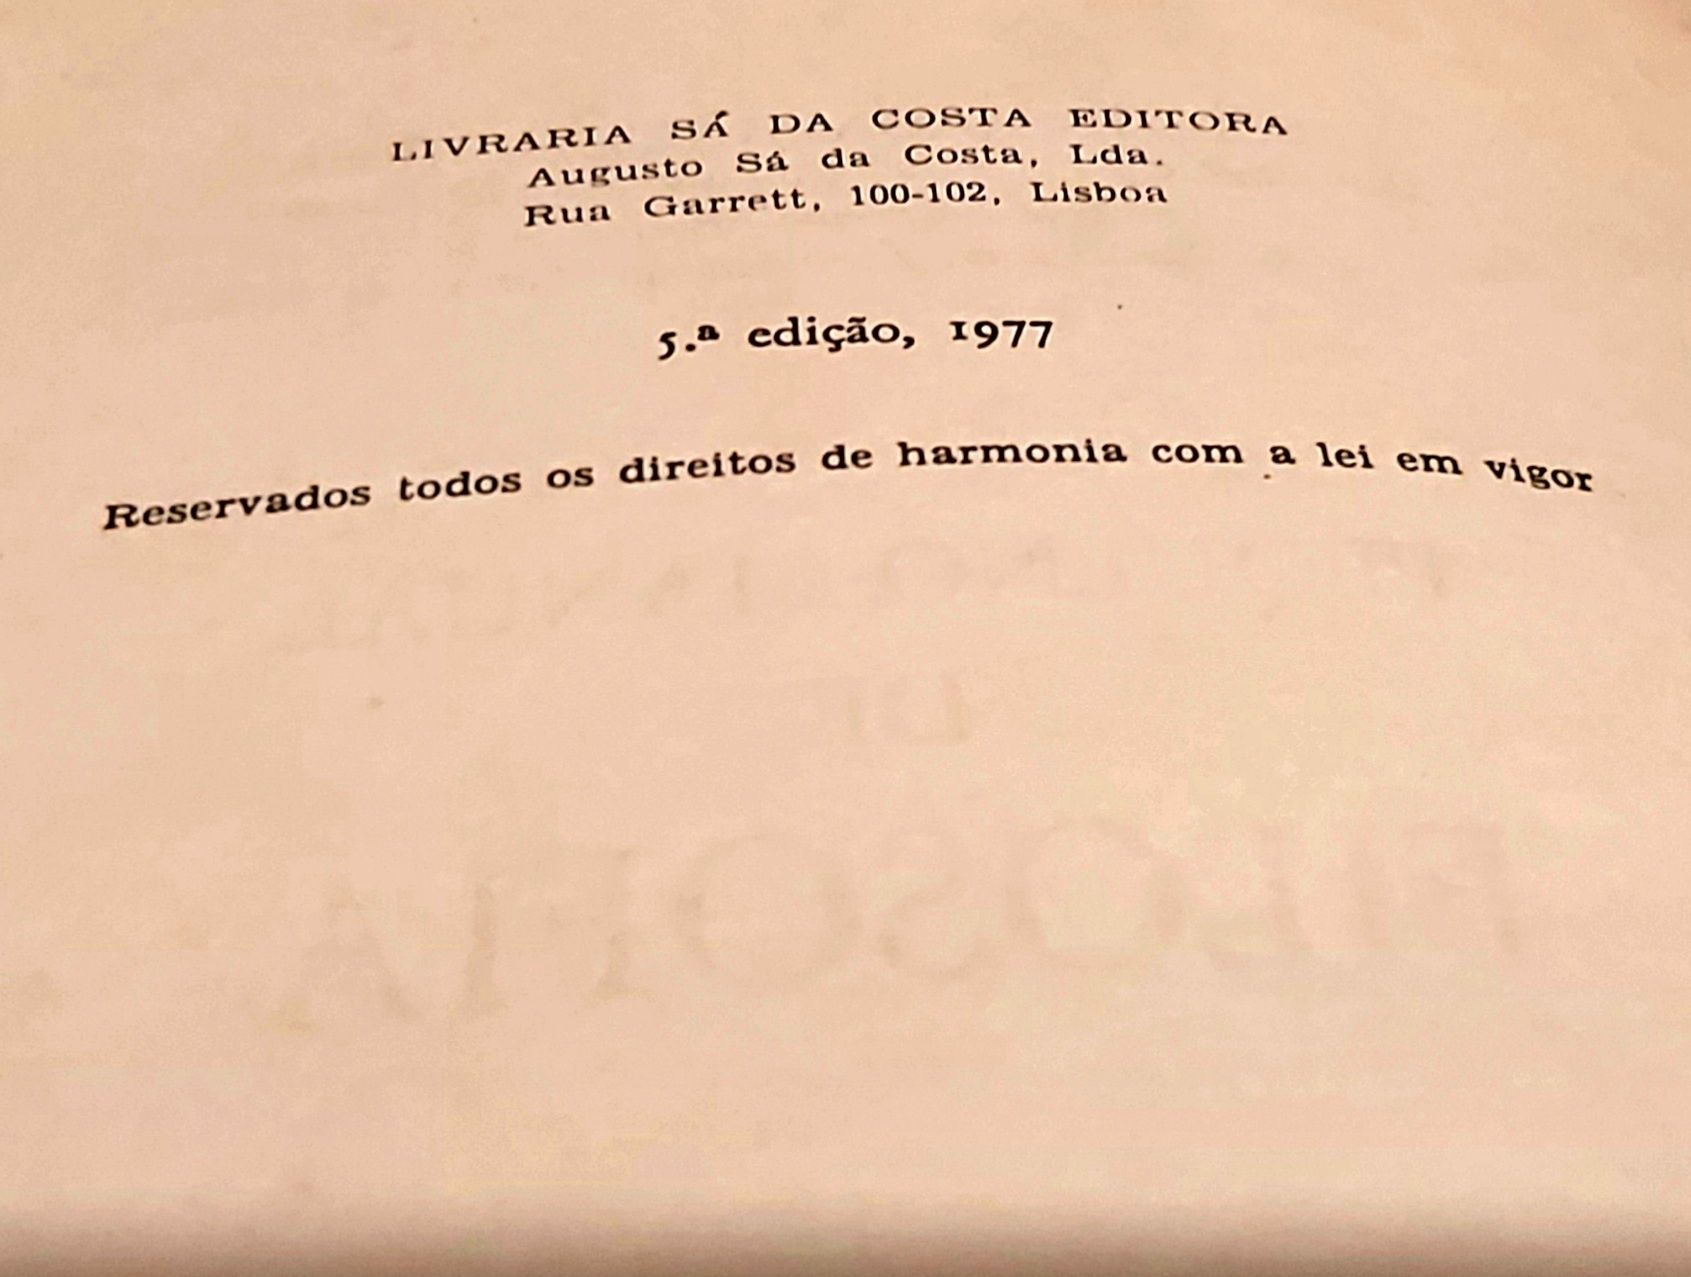 LIVRARIA SÁ DA COSTA EDITORA
Augusto Sá da Costa, Lda.
Rua Garrett, 100-102, Lisboa
5.ª edição, 1977
Reservados todos os direitos de harmonia com a lei em vigor